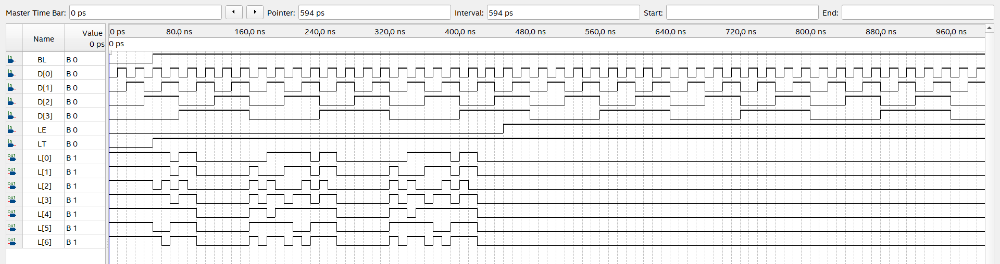 Master Time Bar: 0 ps Pointer: 594 ps Interval: 594 ps Start: End:
Name Value 0 ps 80.0 ns 160,0 ns 240,0 ns 320,0 ns 400,0 ns 480,0 ns 560,0 ns 640,0 ns 720,0 ns 800,0 ns 880,0 ns 960,0 ns
0 ps 0 ps
in BL B 0
in D[0] B 0
in D[1] B 0
in D[2] B 0
in D[3] B 0
in LE B 0
in LT B 0
out L[0] B 1
out L[1] B 1
out L[2] B 1
out L[3] B 1
out L[4] B 1
out L[5] B 1
out L[6] B 1